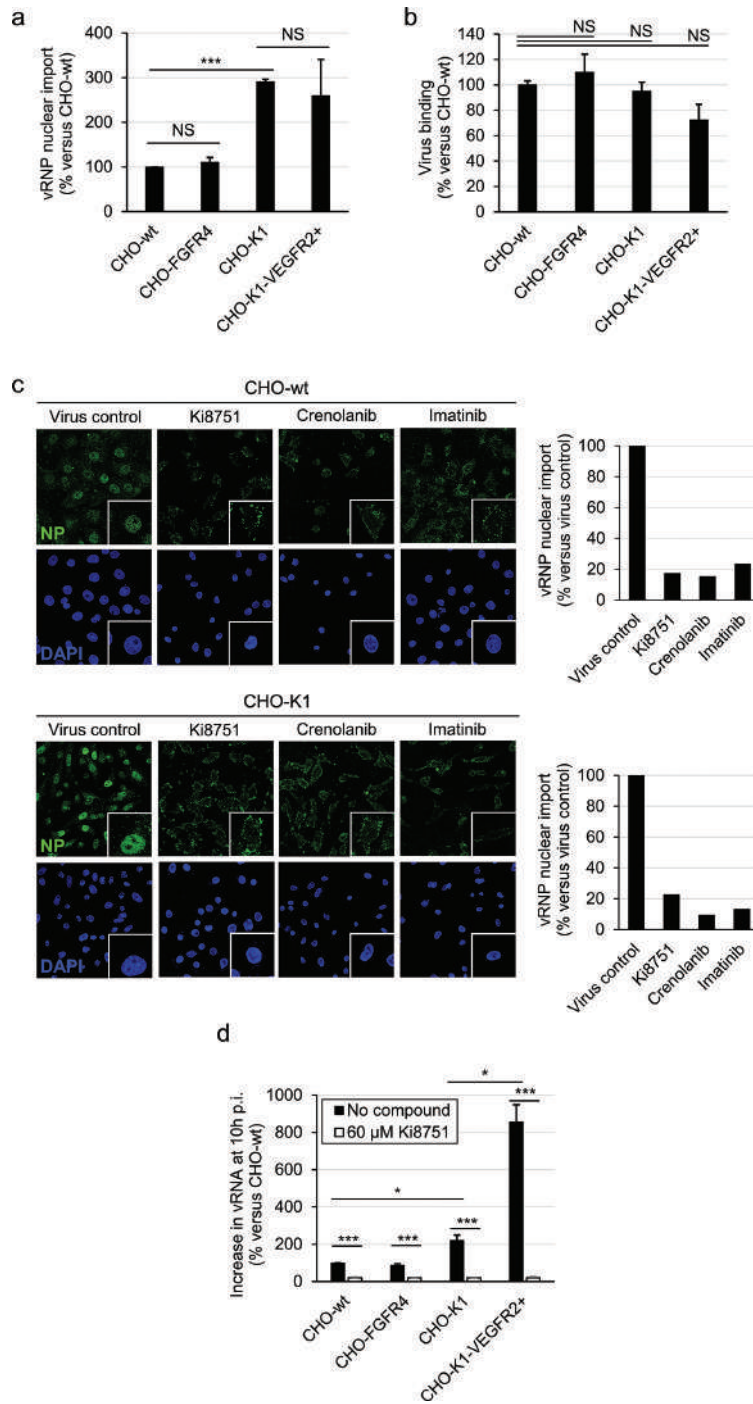 a
vRNP nuclear import
(% versus CHO-wt)
400
300
200
100
0
***
NS
NS
CHO-wt
CHO-FGFR4
CHO-K1
CHO-K1-VEGFR2+
b
Virus binding
(% versus CHO-wt)
140
120
100
80
60
40
20
0
NS
NS
NS
CHO-wt
CHO-FGFR4
CHO-K1
CHO-K1-VEGFR2+
c
CHO-wt
Virus control Ki8751 Crenolanib Imatinib
NP
DAPI
vRNP nuclear import
(% versus virus control)
100
80
60
40
20
0
Virus control
Ki8751
Crenolanib
Imatinib
CHO-K1
Virus control Ki8751 Crenolanib Imatinib
NP
DAPI
vRNP nuclear import
(% versus virus control)
100
80
60
40
20
0
Virus control
Ki8751
Crenolanib
Imatinib
d
Increase in vRNA at 10h p.i.
(% versus CHO-wt)
1000
800
600
400
200
0
No compound
60 µM Ki8751
*
***
*
***
***
***
CHO-wt
CHO-FGFR4
CHO-K1
CHO-K1-VEGFR2+